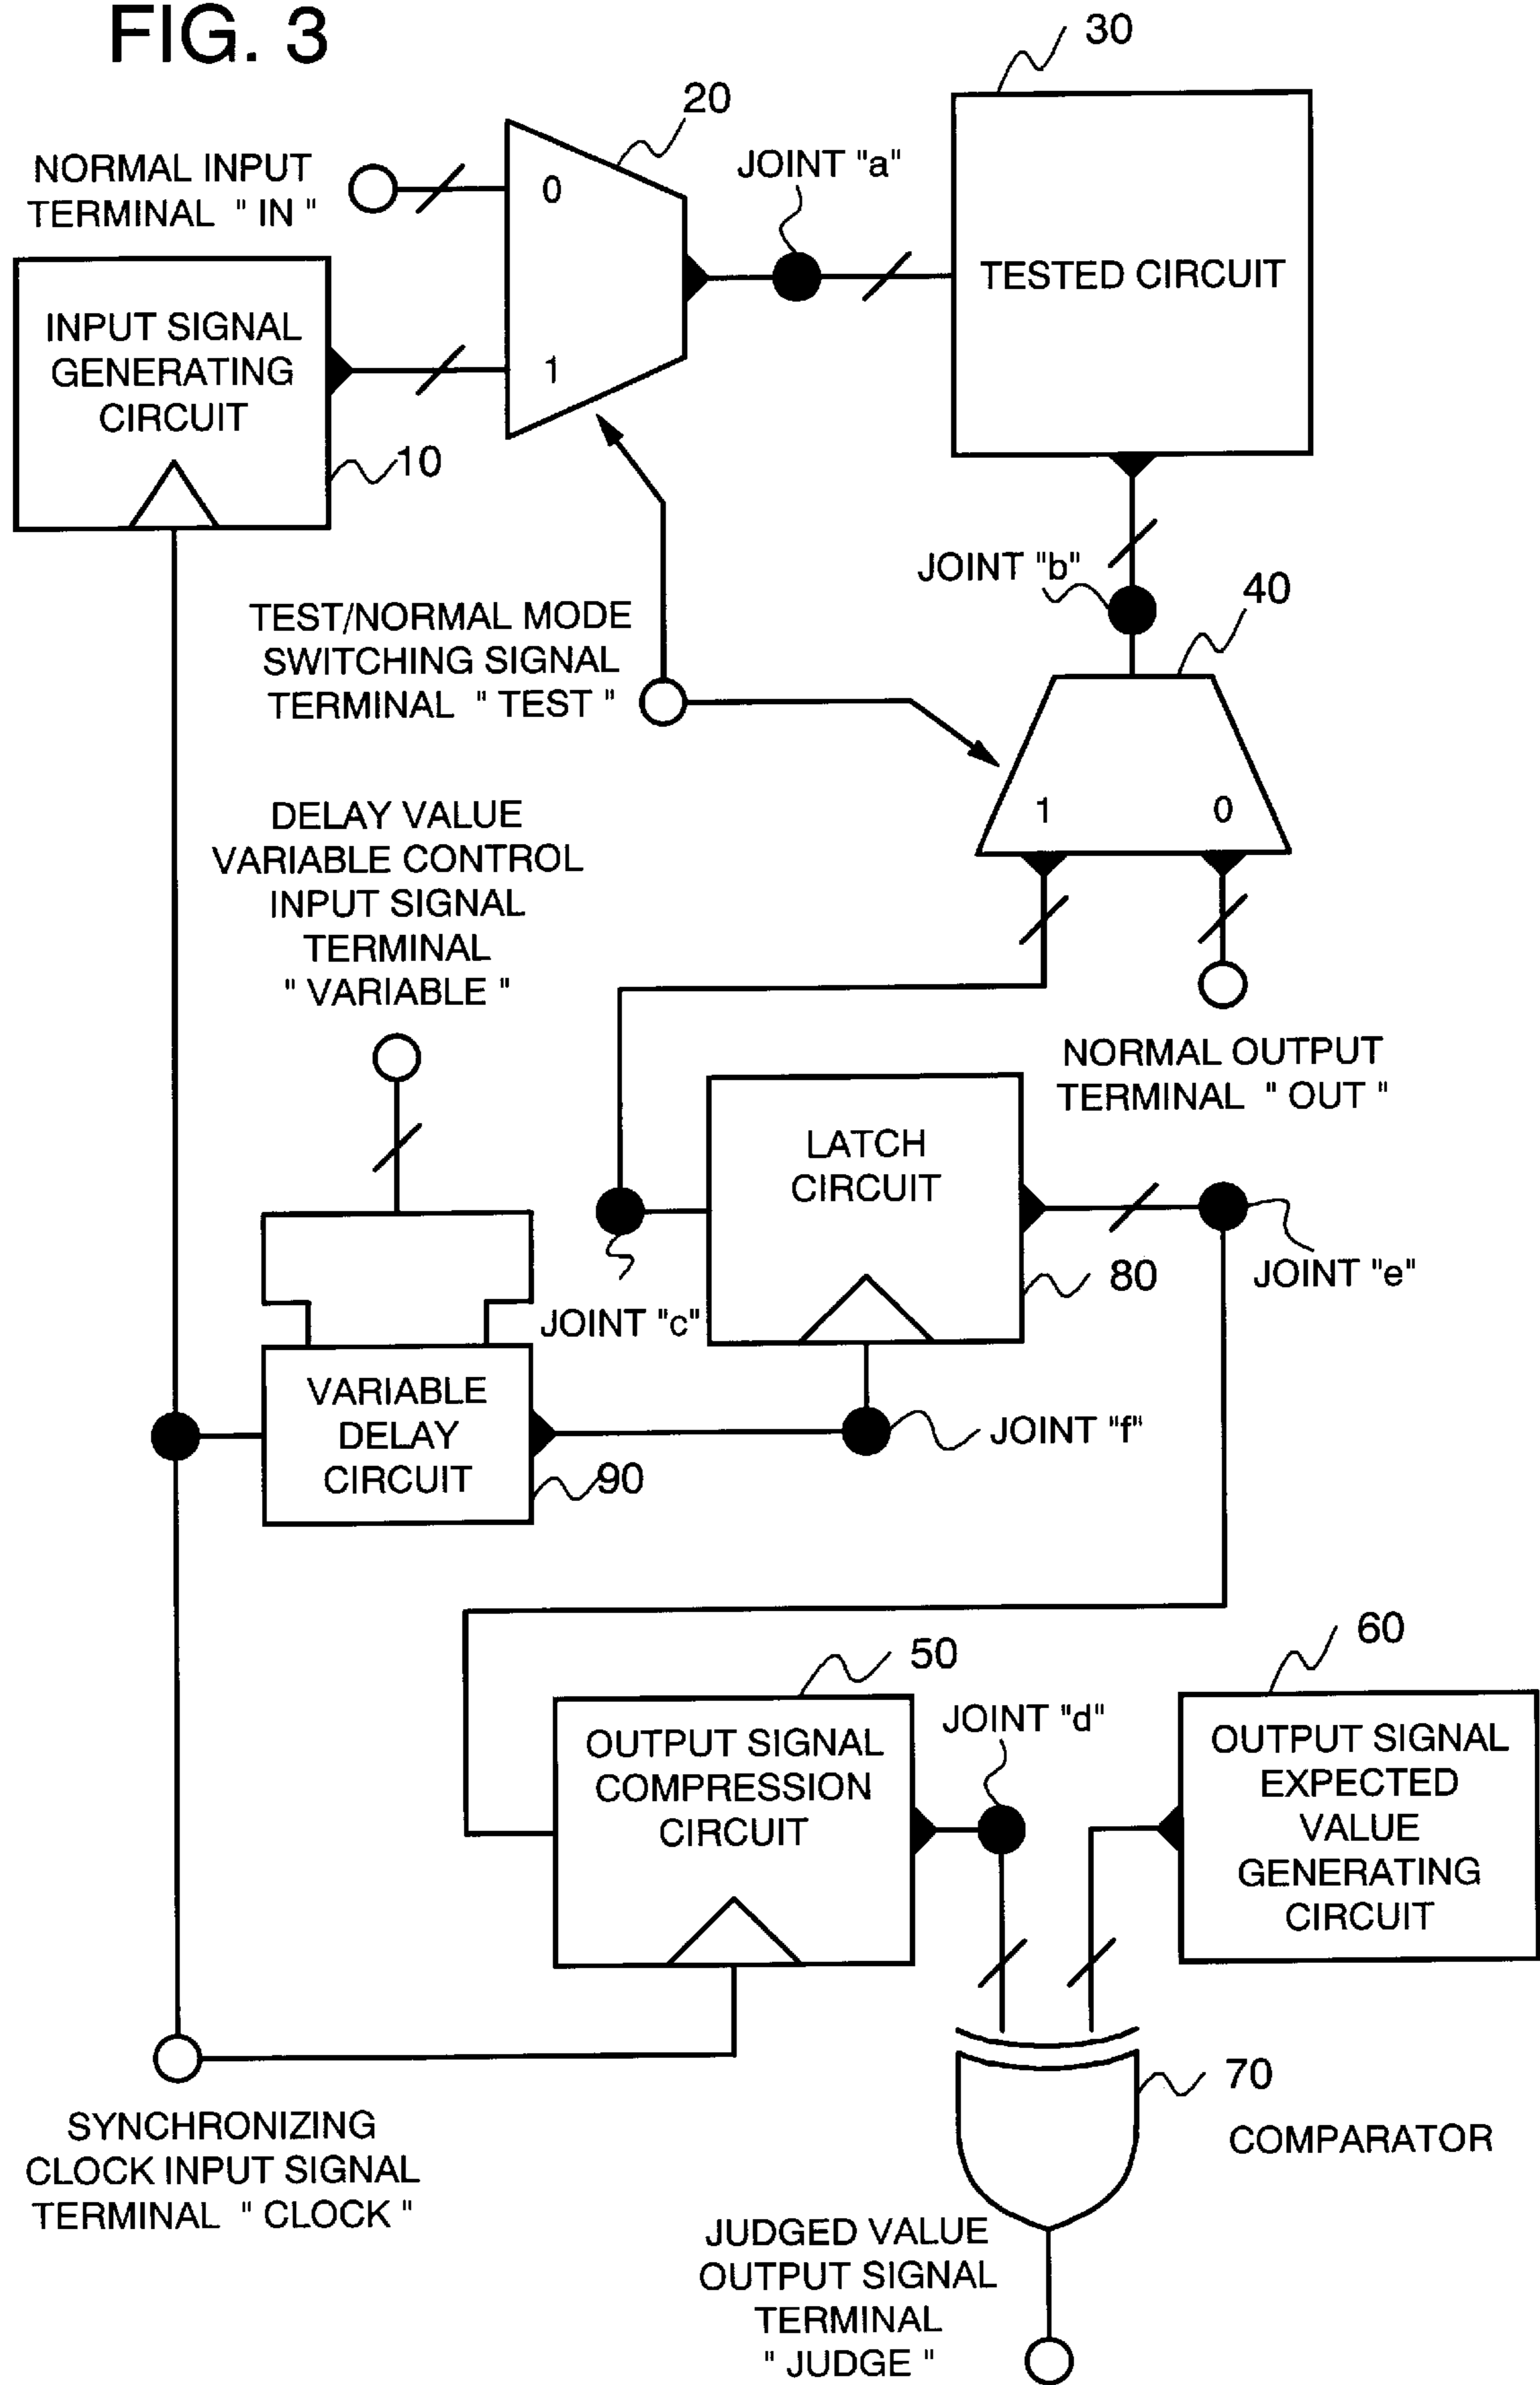 FIG. 3
30
20
NORMAL INPUT
TERMINAL " IN "
0
JOINT "a"
TESTED CIRCUIT
INPUT SIGNAL
GENERATING
CIRCUIT
1
10
JOINT "b"
40
TEST/NORMAL MODE
SWITCHING SIGNAL
TERMINAL " TEST "
1
0
DELAY VALUE
VARIABLE CONTROL
INPUT SIGNAL
TERMINAL
" VARIABLE "
NORMAL OUTPUT
TERMINAL " OUT "
LATCH
CIRCUIT
80
JOINT "e"
JOINT "c"
VARIABLE
DELAY
CIRCUIT
90
JOINT "f"
50
60
JOINT "d"
OUTPUT SIGNAL
COMPRESSION
CIRCUIT
OUTPUT SIGNAL
EXPECTED
VALUE
GENERATING
CIRCUIT
70
COMPARATOR
SYNCHRONIZING
CLOCK INPUT SIGNAL
TERMINAL " CLOCK "
JUDGED VALUE
OUTPUT SIGNAL
TERMINAL
" JUDGE "